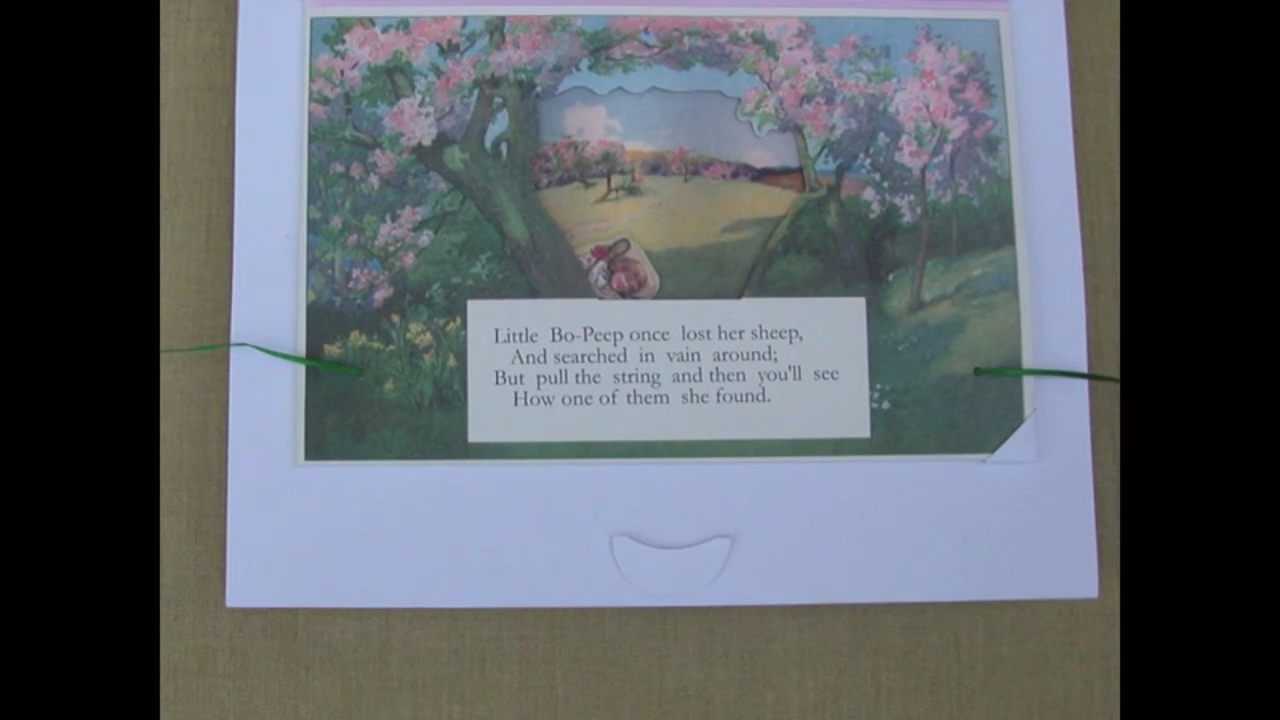 Little Bo-Peep once lost her sheep,
And searched in vain around;
But pull the string and then you'll see
How one of them she found.